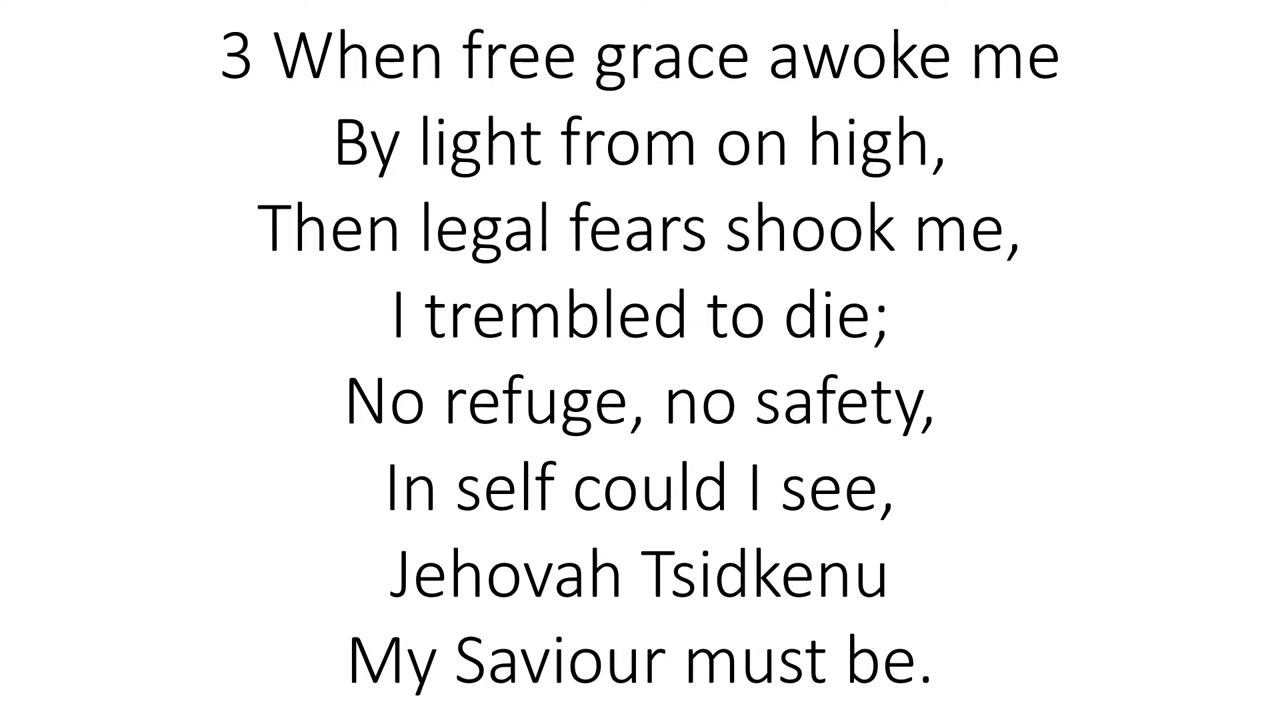 3 When free grace awoke me
By light from on high,
Then legal fears shook me,
I trembled to die;
No refuge, no safety,
In self could I see,
Jehovah Tsidkenu
My Saviour must be.